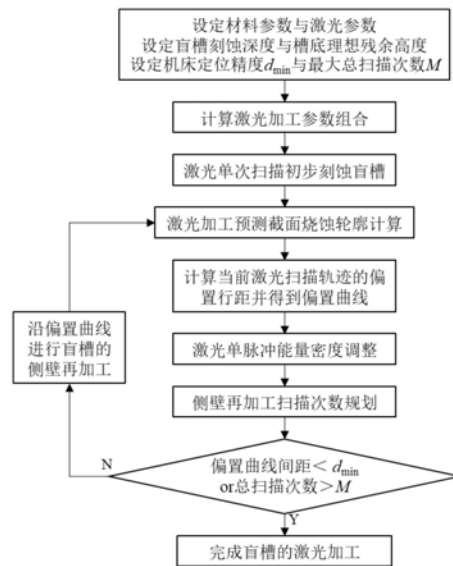 设定材料参数与激光参数
设定盲槽刻蚀深度与槽底理想残余高度
设定机床定位精度dmin与最大总扫描次数M
计算激光加工参数组合
激光单次扫描初步刻蚀盲槽
激光加工预测截面烧蚀轮廓计算
计算当前激光扫描轨迹的偏
置行距并得到偏置曲线
沿偏置曲线
进行盲槽的
侧壁再加工
激光单脉冲能量密度调整
侧壁再加工扫描次数规划
N
偏置曲线间距＜dmin
or总扫描次数＞M
Y
完成盲槽的激光加工